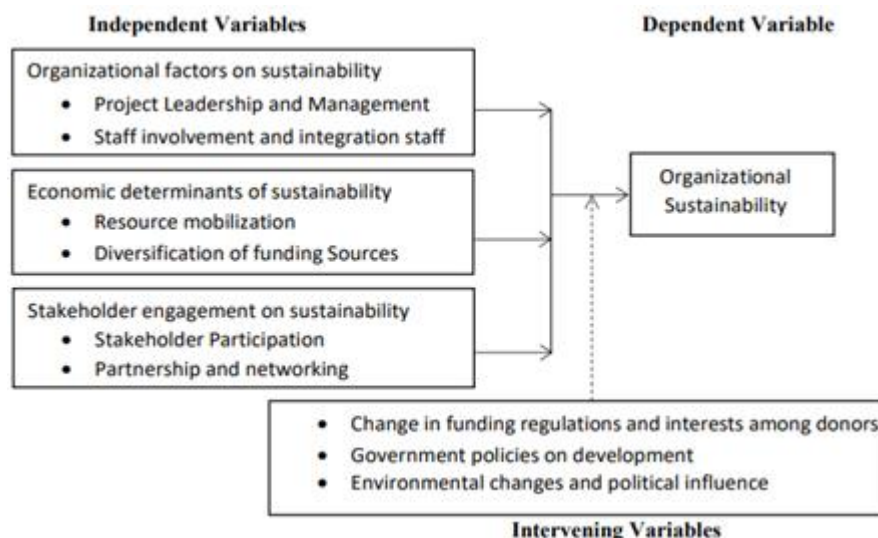 Independent Variables
Dependent Variable
Organizational factors on sustainability
• Project Leadership and Management
• Staff involvement and integration staff
Economic determinants of sustainability
• Resource mobilization
• Diversification of funding Sources
Stakeholder engagement on sustainability
• Stakeholder Participation
• Partnership and networking
Organizational
Sustainability
• Change in funding regulations and interests among donors
• Government policies on development
• Environmental changes and political influence
Intervening Variables